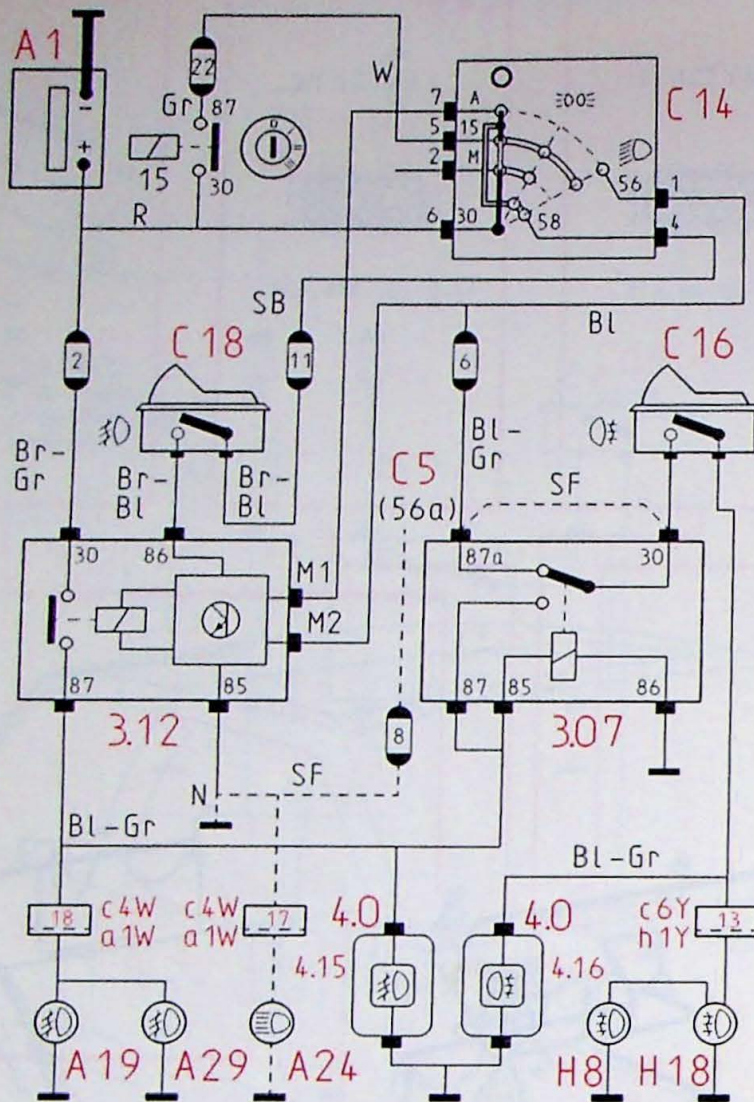 A1
- 22 W
Gr 87
+ 15 30
0 I II III
C14
7 A
5 15
2 M
6 30
56 1
58 4
R
SB
Bl
2
C18
11
6
C16
Br-Gr
Br-Bl
Br-Bl
C5
(56a)
Bl-Gr
SF
30 86
M1
M2
87 85
3.12
87a 30
87 85 86
3.07
8
N
SF
Bl-Gr
Bl-Gr
18
c4W
a1W
c4W
a1W
17
4.0
4.0
c6Y
h1Y
13
4.15
4.16
A19
A29
A24
H8
H18